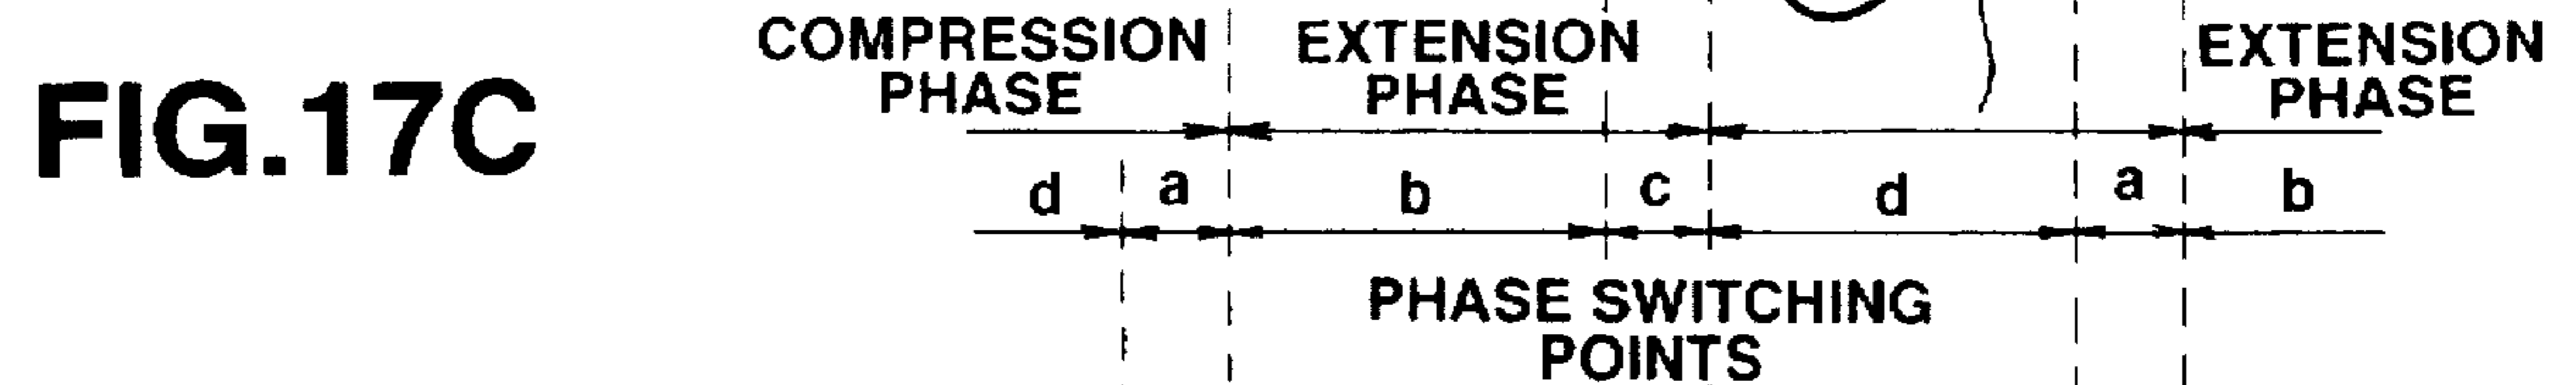 COMPRESSION
PHASE
EXTENSION
PHASE
EXTENSION
PHASE
FIG.17C
d a b c d a b
PHASE SWITCHING
POINTS